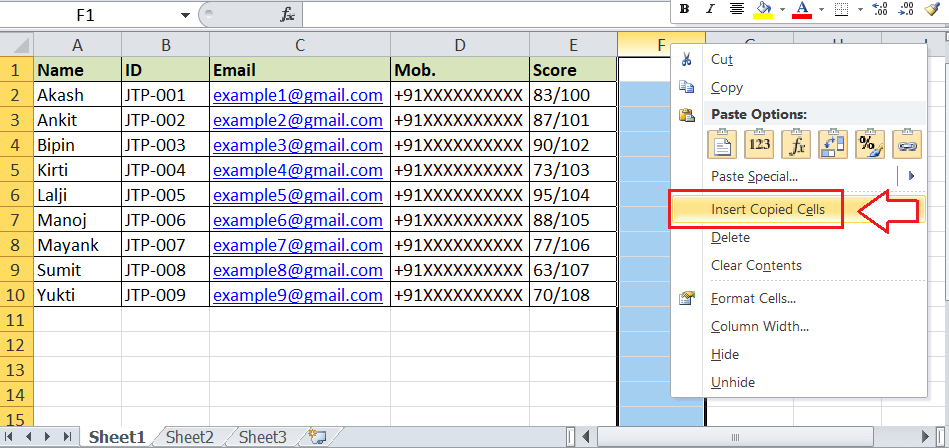 F1 fx B I A
A B C D E F
1 Name ID Email Mob. Score
2 Akash JTP-001 example1@gmail.com +91XXXXXXXXXX 83/100
3 Ankit JTP-002 example2@gmail.com +91XXXXXXXXXX 87/101
4 Bipin JTP-003 example3@gmail.com +91XXXXXXXXXX 90/102
5 Kirti JTP-004 example4@gmail.com +91XXXXXXXXXX 73/103
6 Lalji JTP-005 example5@gmail.com +91XXXXXXXXXX 95/104
7 Manoj JTP-006 example6@gmail.com +91XXXXXXXXXX 88/105
8 Mayank JTP-007 example7@gmail.com +91XXXXXXXXXX 77/106
9 Sumit JTP-008 example8@gmail.com +91XXXXXXXXXX 63/107
10 Yukti JTP-009 example9@gmail.com +91XXXXXXXXXX 70/108
11
12
13
14
15
Cut
Copy
Paste Options:
123 fx %
Paste Special...
Insert Copied Cells
Delete
Clear Contents
Format Cells...
Column Width...
Hide
Unhide
Sheet1 Sheet2 Sheet3